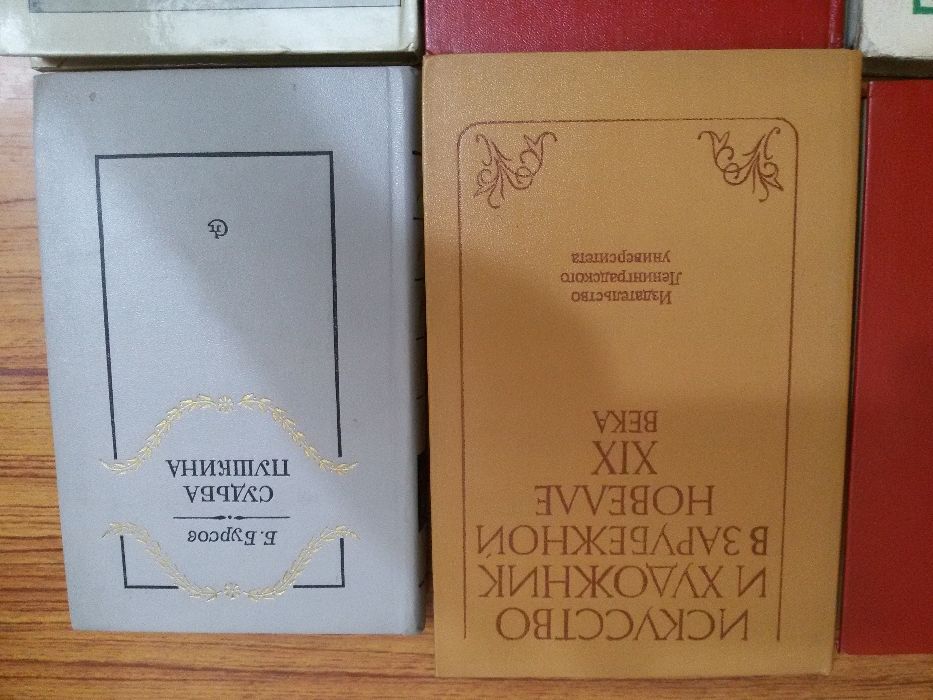 Б. Бурсов
СУДЬБА
ПУШКИНА
ИСКУССТВО
И ХУДОЖНИК
В ЗАРУБЕЖНОЙ
НОВЕЛЛЕ
XIX
ВЕКА
Издательство
Ленинградского
университета